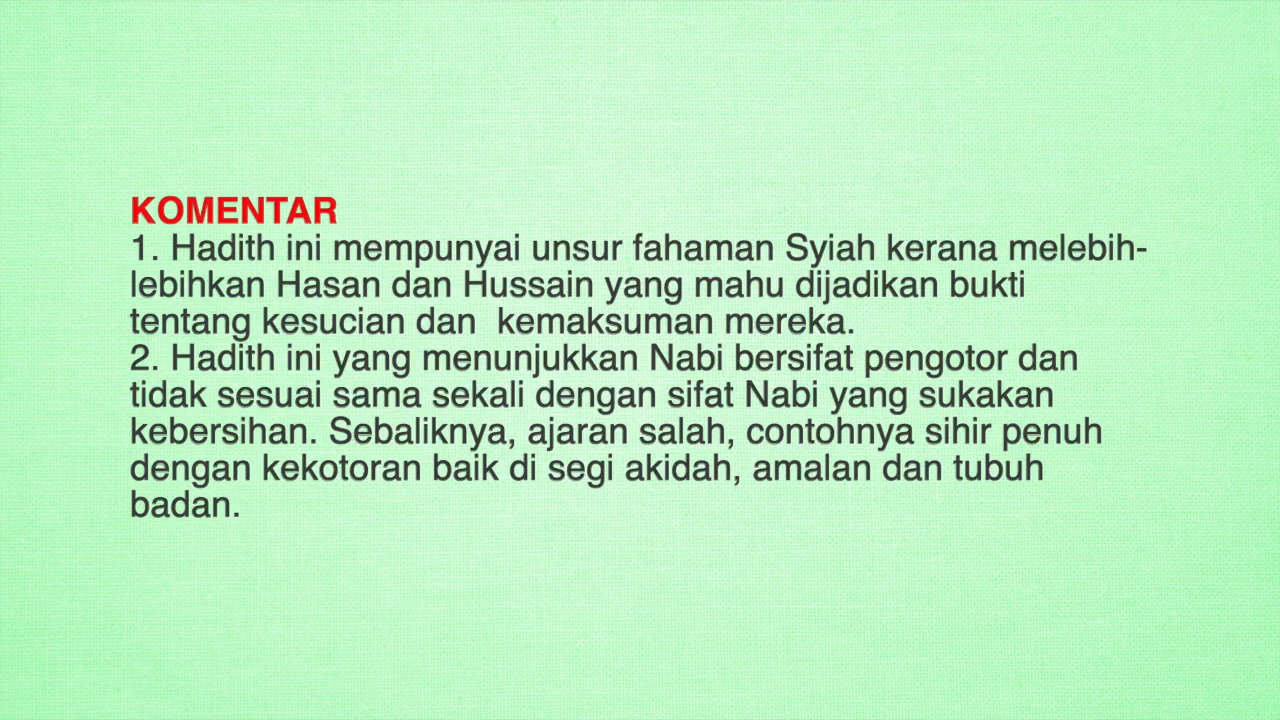 KOMENTAR
1. Hadith ini mempunyai unsur fahaman Syiah kerana melebih-
lebihkan Hasan dan Hussain yang mahu dijadikan bukti
tentang kesucian dan  kemaksuman mereka.
2. Hadith ini yang menunjukkan Nabi bersifat pengotor dan
tidak sesuai sama sekali dengan sifat Nabi yang sukakan
kebersihan. Sebaliknya, ajaran salah, contohnya sihir penuh
dengan kekotoran baik di segi akidah, amalan dan tubuh
badan.